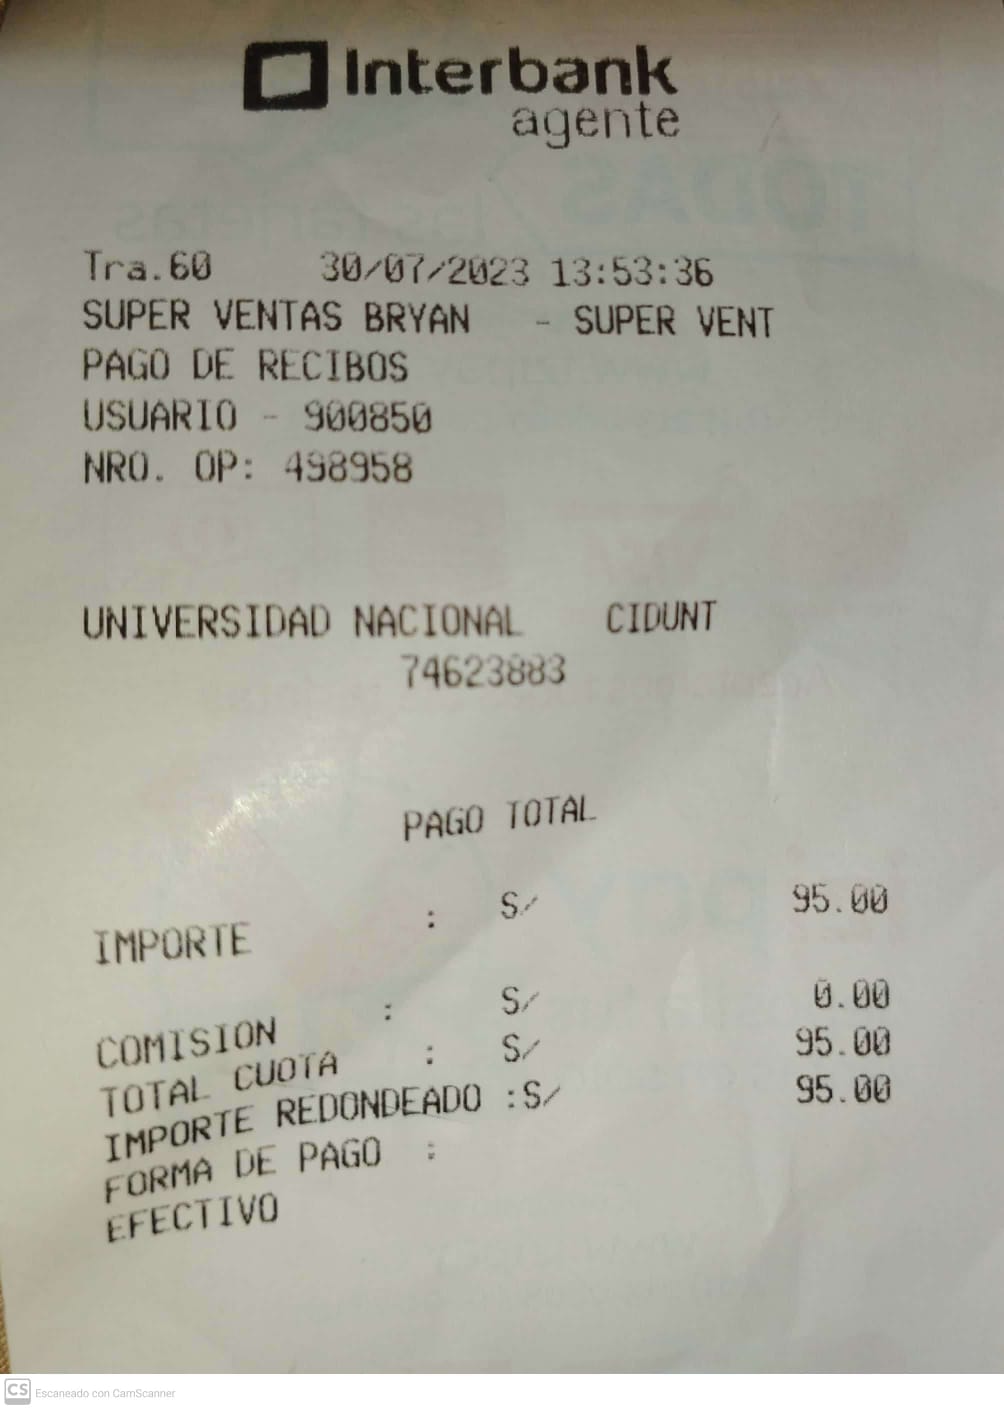 Interbank
agente
Tra.60 30/07/2023 13:53:36
SUPER VENTAS BRYAN - SUPER VENT
PAGO DE RECIBOS
USUARIO - 900850
NRO. OP: 498958
UNIVERSIDAD NACIONAL CIDUNT
74623883
PAGO TOTAL
IMPORTE : S/ 95.00
COMISION : S/ 0.00
TOTAL CUOTA : S/ 95.00
IMPORTE REDONDEADO :S/ 95.00
FORMA DE PAGO :
EFECTIVO
CS Escaneado con CamScanner